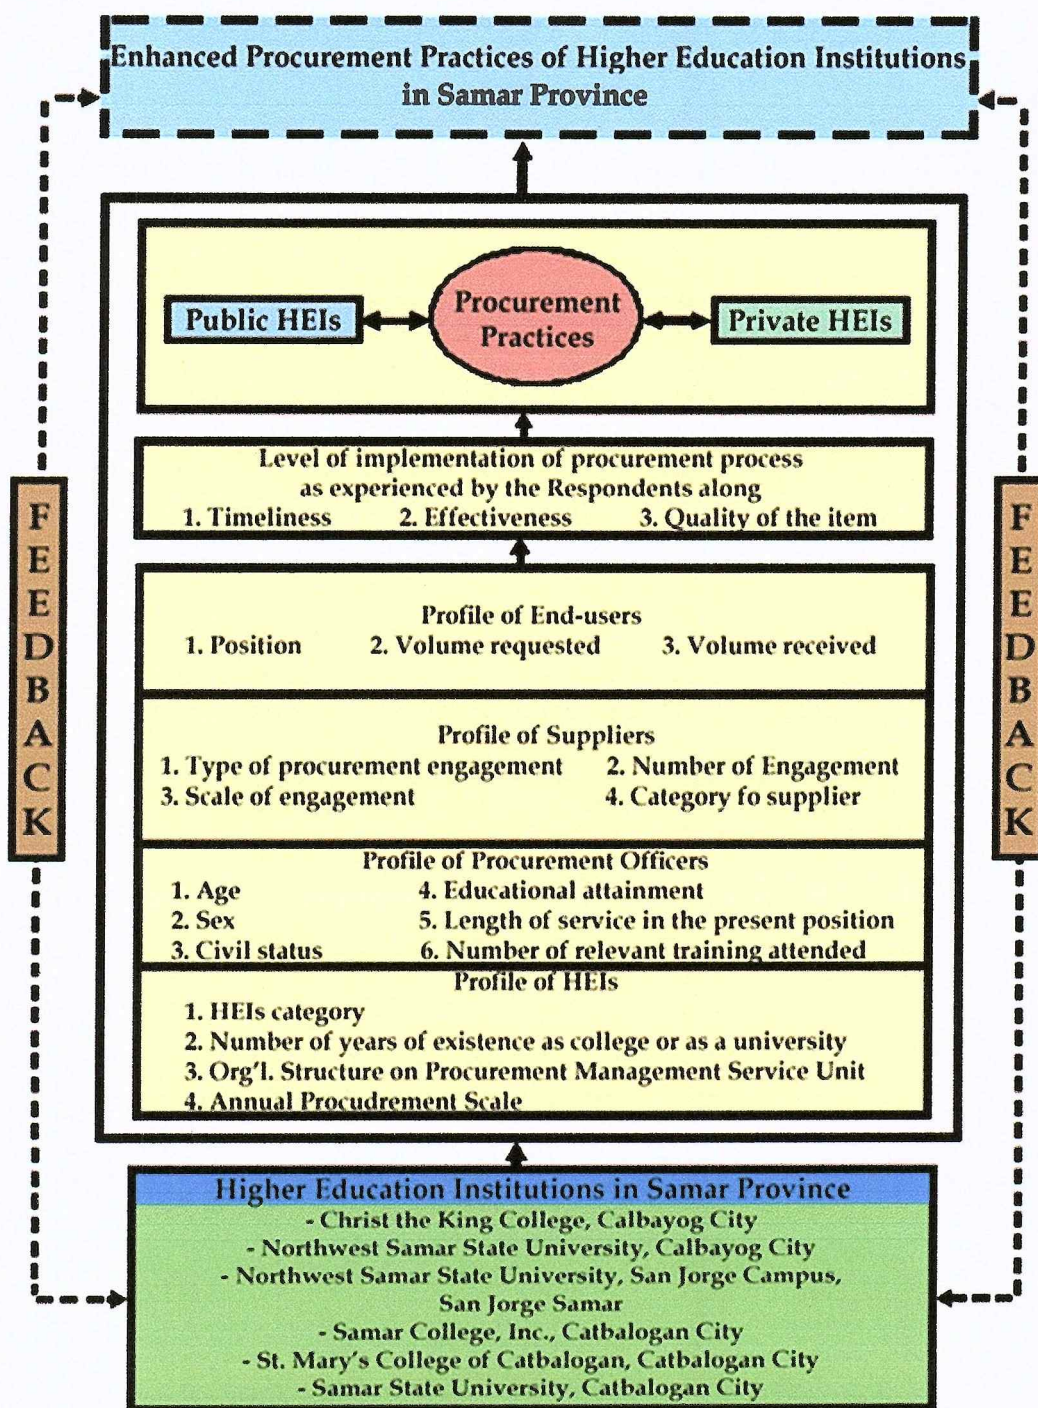 Enhanced Procurement Practices of Higher Education Institutions
in Samar Province
Public HEIs
Procurement
Practices
Private HEIs
Level of implementation of procurement process
as experienced by the Respondents along
1. Timeliness 2. Effectiveness 3. Quality of the item
Profile of End-users
1. Position 2. Volume requested 3. Volume received
Profile of Suppliers
1. Type of procurement engagement 2. Number of Engagement
3. Scale of engagement 4. Category fo supplier
Profile of Procurement Officers
1. Age 4. Educational attainment
2. Sex 5. Length of service in the present position
3. Civil status 6. Number of relevant training attended
Profile of HEIs
1. HEIs category
2. Number of years of existence as college or as a university
3. Org'l. Structure on Procurement Management Service Unit
4. Annual Procudrement Scale
Higher Education Institutions in Samar Province
- Christ the King College, Calbayog City
- Northwest Samar State University, Calbayog City
- Northwest Samar State University, San Jorge Campus,
San Jorge Samar
- Samar College, Inc., Catbalogan City
- St. Mary's College of Catbalogan, Catbalogan City
- Samar State University, Catbalogan City
FEEDBACK
FEEDBACK